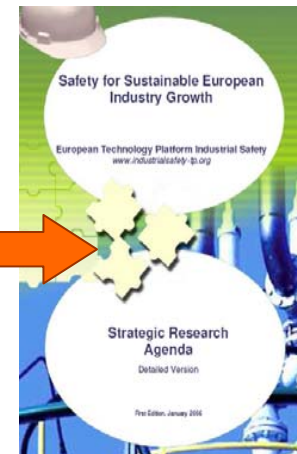 Safety for Sustainable European
Industry Growth
European Technology Platform Industrial Safety
www.industrialsafety-tp.org
Strategic Research
Agenda
Detailed Version
First Edition, January 2006